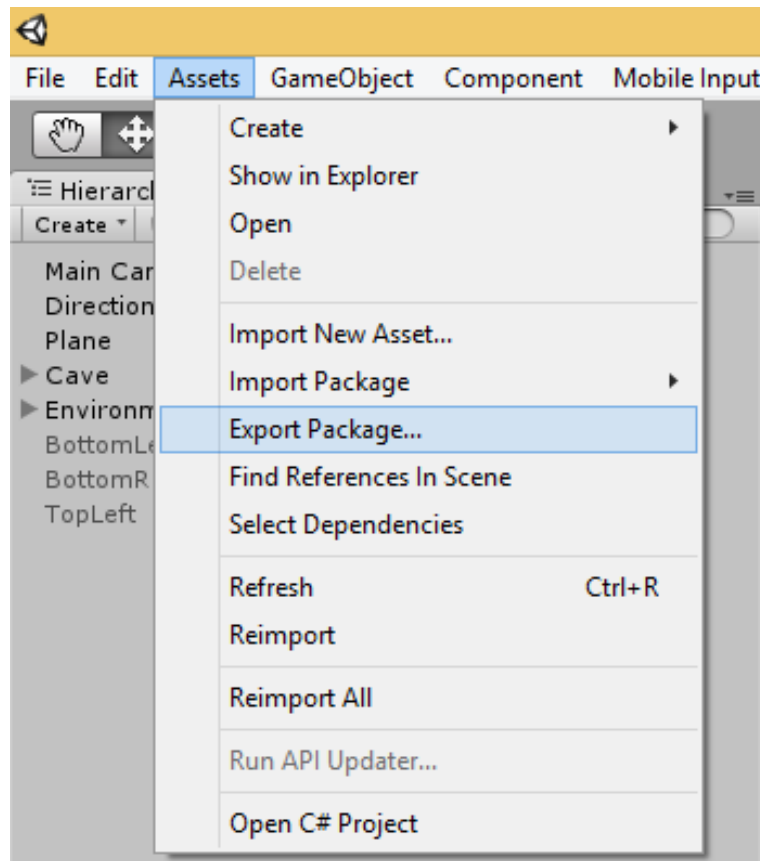 File Edit Assets GameObject Component Mobile Input
Create
Show in Explorer
Open
Delete
Import New Asset...
Import Package
Export Package...
Find References In Scene
Select Dependencies
Refresh Ctrl+R
Reimport
Reimport All
Run API Updater...
Open C# Project
Hierarch
Create
Main Cam
Direction
Plane
Cave
Environm
BottomLe
BottomR
TopLeft